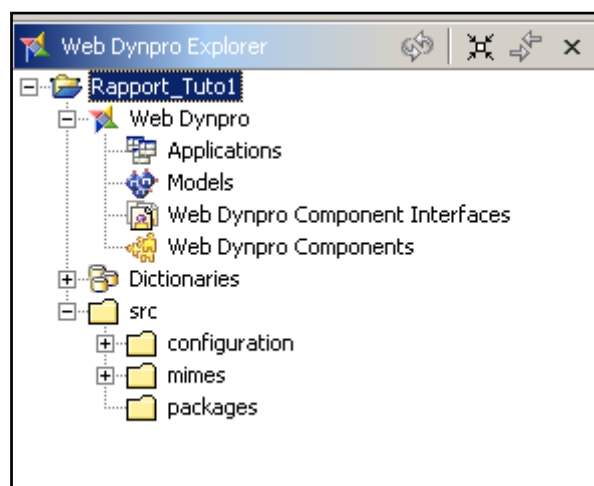 Web Dynpro Explorer
Rapport_Tuto1
Web Dynpro
Applications
Models
Web Dynpro Component Interfaces
Web Dynpro Components
Dictionaries
src
configuration
mimes
packages